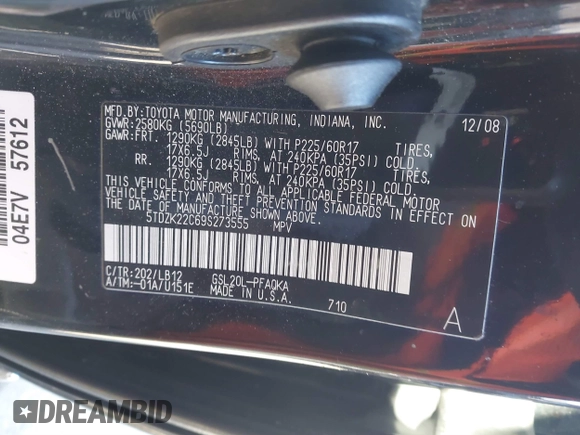 MFD.BY:TOYOTA MOTOR MANUFACTURING, INDIANA, INC. 12/08
GVWR:2580KG (5690LB)
GAWR:FRT. 1290KG (2845LB) WITH P225/60R17 TIRES,
17X6.5J RIMS, AT 240KPA (35PSI) COLD.
RR. 1290KG (2845LB) WITH P225/60R17 TIRES,
17X6.5J RIMS, AT 240KPA (35PSI) COLD.
THIS VEHICLE CONFORMS TO ALL APPLICABLE FEDERAL MOTOR
VEHICLE SAFETY AND THEFT PREVENTION STANDARDS IN EFFECT ON
THE DATE OF MANUFACTURE SHOWN ABOVE.
5TDZK22C69S273555 MPV
C/TR:202/LB12 GSL20L-PFAQKA
A/TM:-01A/U151E MADE IN U.S.A. 710
A
04E7V 57612
DREAMBID